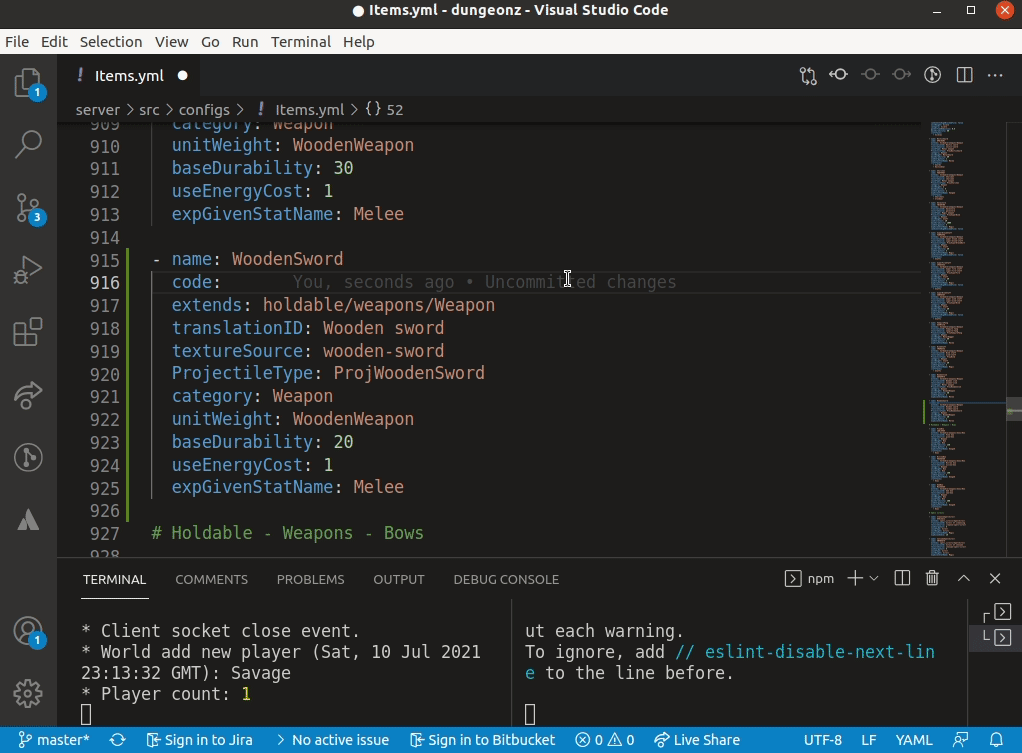 Items.yml - dungeonz - Visual Studio Code
File Edit Selection View Go Run Terminal Help
! Items.yml
server > src > configs > ! Items.yml > {} 52
909 category: Weapon
910 unitWeight: WoodenWeapon
911 baseDurability: 30
912 useEnergyCost: 1
913 expGivenStatName: Melee
914
915 - name: WoodenSword
916 code: You, seconds ago • Uncommitted changes
917 extends: holdable/weapons/Weapon
918 translationID: Wooden sword
919 textureSource: wooden-sword
920 ProjectileType: ProjWoodenSword
921 category: Weapon
922 unitWeight: WoodenWeapon
923 baseDurability: 20
924 useEnergyCost: 1
925 expGivenStatName: Melee
926
927 # Holdable - Weapons - Bows
928
1
3
1
TERMINAL COMMENTS PROBLEMS OUTPUT DEBUG CONSOLE npm
* Client socket close event.
* World add new player (Sat, 10 Jul 2021
23:13:32 GMT): Savage
* Player count: 1
ut each warning.
To ignore, add // eslint-disable-next-lin
e to the line before.
master* Sign in to Jira No active issue Sign in to Bitbucket 0 0 Live Share UTF-8 LF YAML